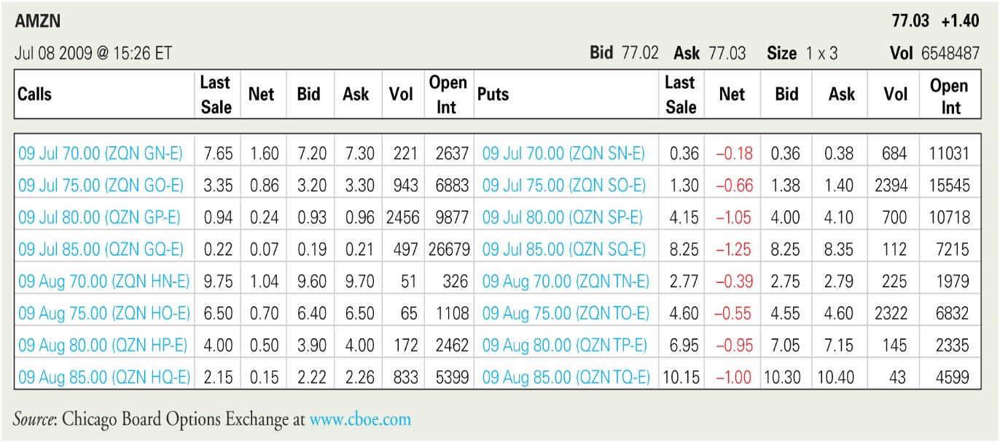 AMZN 77.03 +1.40
Jul 08 2009 @ 15:26 ET Bid 77.02 Ask 77.03 Size 1 x 3 Vol 6548487
Calls Last Sale Net Bid Ask Vol Open Int Puts Last Sale Net Bid Ask Vol Open Int
09 Jul 70.00 (ZQN GN-E) 7.65 1.60 7.20 7.30 221 2637 09 Jul 70.00 (ZQN SN-E) 0.36 –0.18 0.36 0.38 684 11031
09 Jul 75.00 (ZQN GO-E) 3.35 0.86 3.20 3.30 943 6883 09 Jul 75.00 (ZQN SO-E) 1.30 –0.66 1.38 1.40 2394 15545
09 Jul 80.00 (QZN GP-E) 0.94 0.24 0.93 0.96 2456 9877 09 Jul 80.00 (QZN SP-E) 4.15 –1.05 4.00 4.10 700 10718
09 Jul 85.00 (QZN GQ-E) 0.22 0.07 0.19 0.21 497 26679 09 Jul 85.00 (QZN SQ-E) 8.25 –1.25 8.25 8.35 112 7215
09 Aug 70.00 (ZQN HN-E) 9.75 1.04 9.60 9.70 51 326 09 Aug 70.00 (ZQN TN-E) 2.77 –0.39 2.75 2.79 225 1979
09 Aug 75.00 (ZQN HO-E) 6.50 0.70 6.40 6.50 65 1108 09 Aug 75.00 (ZQN TO-E) 4.60 –0.55 4.55 4.60 2322 6832
09 Aug 80.00 (QZN HP-E) 4.00 0.50 3.90 4.00 172 2462 09 Aug 80.00 (QZN TP-E) 6.95 –0.95 7.05 7.15 145 2335
09 Aug 85.00 (QZN HQ-E) 2.15 0.15 2.22 2.26 833 5399 09 Aug 85.00 (QZN TQ-E) 10.15 –1.00 10.30 10.40 43 4599
Source: Chicago Board Options Exchange at www.cboe.com